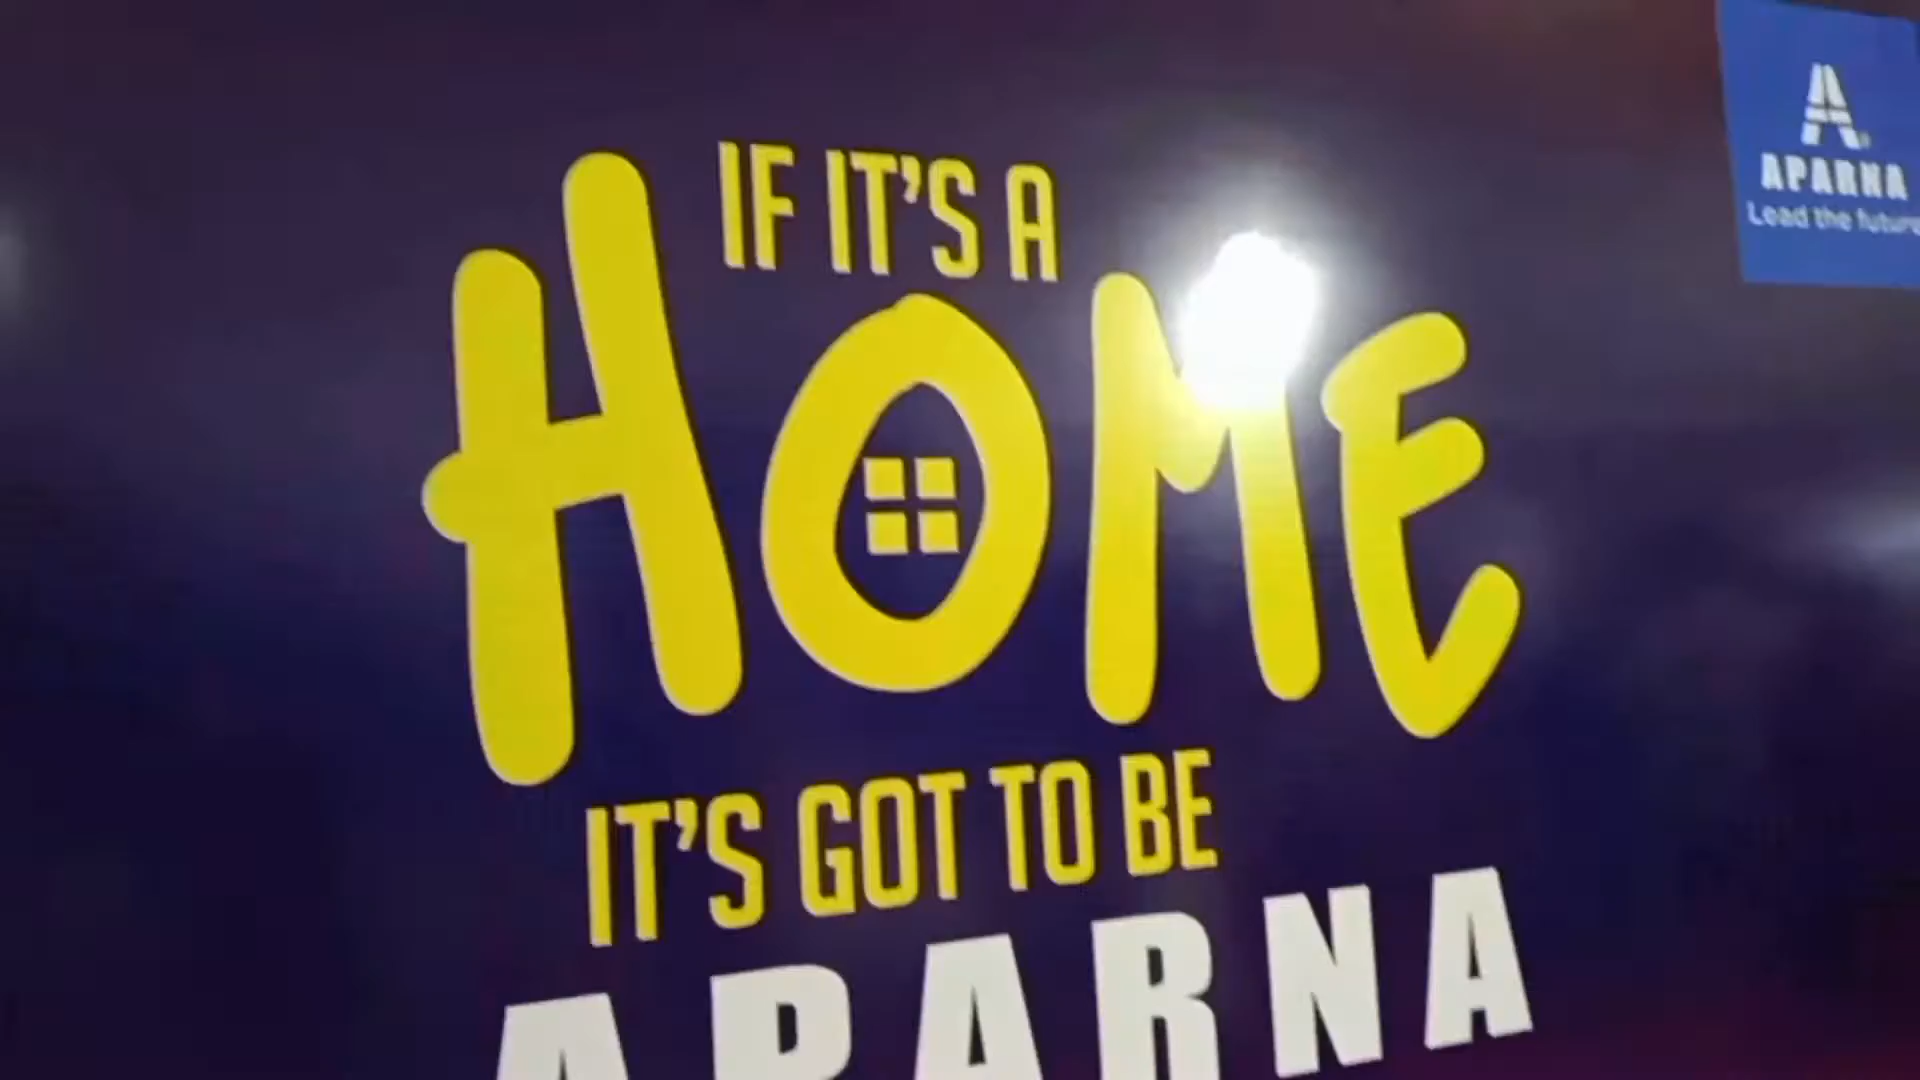 IF IT'S A
HOME
IT'S GOT TO BE
APARNA
A
APARNA
Lead the future